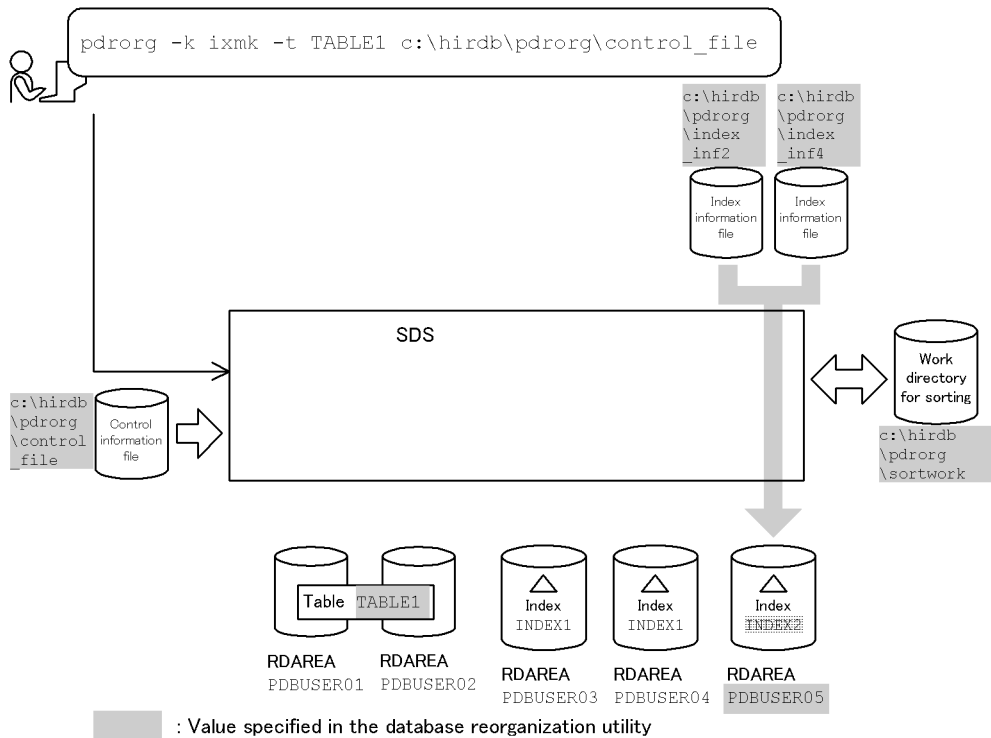 pdrorg -k ixmk -t TABLE1 c:\hirdb\pdrorg\control_file
c:\hirdb
\pdrorg
\index
_inf2
c:\hirdb
\pdrorg
\index
_inf4
Index
information
file
Index
information
file
SDS
Work
directory
for sorting
c:\hirdb
\pdrorg
\sortwork
c:\hirdb
\pdrorg
\control
_file
Control
information
file
Table TABLE1
Index
INDEX1
Index
INDEX1
Index
INDEX2
RDAREA
PDBUSER01
RDAREA
PDBUSER02
RDAREA
PDBUSER03
RDAREA
PDBUSER04
RDAREA
PDBUSER05
: Value specified in the database reorganization utility